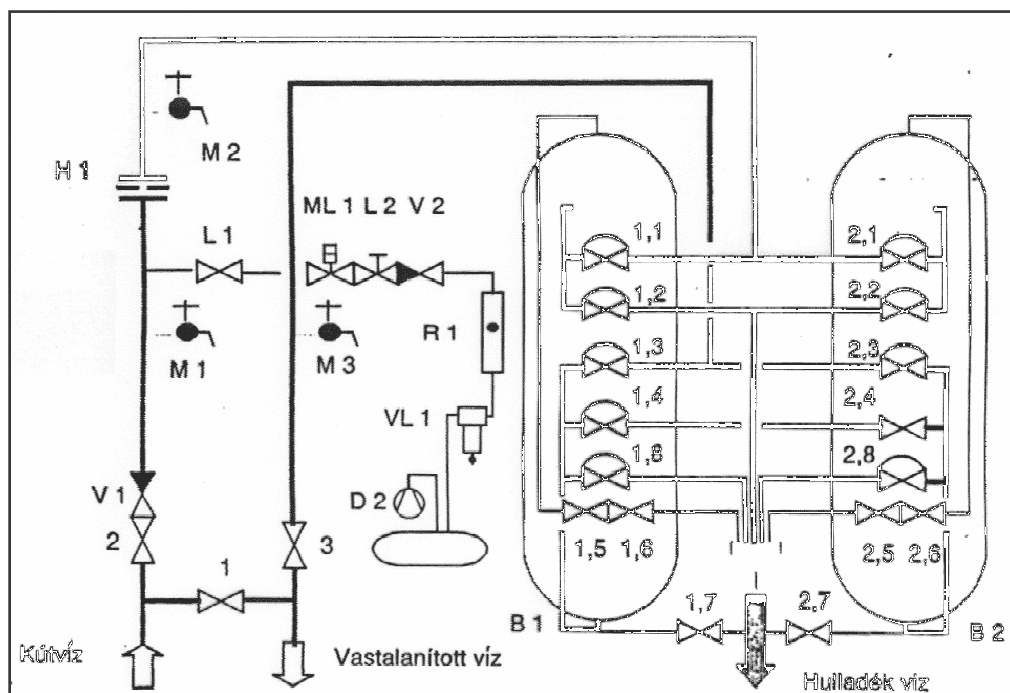 M 2
H 1
ML 1 L 2 V 2
L 1
1,1
2,1
1,2
2,2
R 1
M 1
M 3
1,3
2,3
1,4
2,4
VL 1
1,8
2,8
D 2
V 1
2
3
1,5 1,6
2,5 2,6
1
B 1
1,7
2,7
B 2
Kútvíz
Vastalanított víz
Hulladék víz